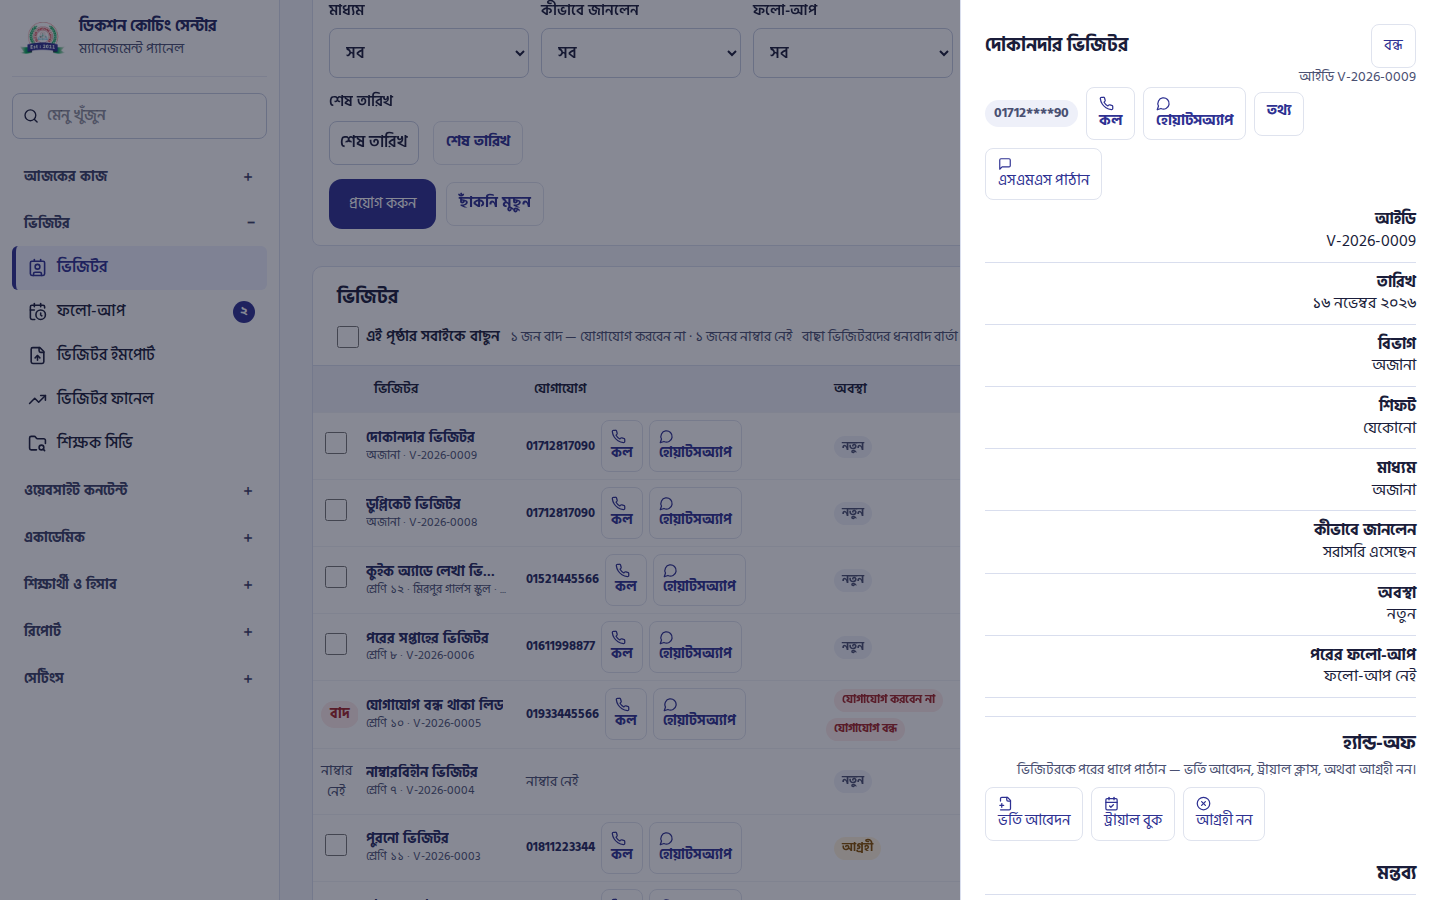 ডিকশন কোচিং সেন্টার
ম্যানেজমেন্ট প্যানেল
Est : 2011
মেনু খুঁজুন
আজকের কাজ +
ভিজিটর −
ভিজিটর
ফলো-আপ ২
ভিজিটর ইমপোর্ট
ভিজিটর ফানেল
শিক্ষক সিভি
ওয়েবসাইট কনটেন্ট +
একাডেমিক +
শিক্ষার্থী ও হিসাব +
রিপোর্ট +
সেটিংস +
মাধ্যম কীভাবে জানলেন ফলো-আপ
সব সব সব
শেষ তারিখ
শেষ তারিখ শেষ তারিখ
প্রয়োগ করুন ছাঁকনি মুছুন
ভিজিটর
এই পৃষ্ঠার সবাইকে বাছুন ১ জন বাদ — যোগাযোগ করবেন না · ১ জনের নাম্বার নেই বাছা ভিজিটরদের ধন্যবাদ বার্তা
ভিজিটর যোগাযোগ অবস্থা
দোকানদার ভিজিটর
অজানা · V-2026-0009
01712817090 কল হোয়াটসঅ্যাপ নতুন
ডুপ্লিকেট ভিজিটর
অজানা · V-2026-0008
01712817090 কল হোয়াটসঅ্যাপ নতুন
কুইক অ্যাডে লেখা ভি...
শ্রেণি ১২ · মিরপুর গার্লস স্কুল · ...
01521445566 কল হোয়াটসঅ্যাপ নতুন
পরের সপ্তাহের ভিজিটর
শ্রেণি ৮ · V-2026-0006
01611998877 কল হোয়াটসঅ্যাপ নতুন
বাদ
যোগাযোগ বন্ধ থাকা লিড
শ্রেণি ১০ · V-2026-0005
01933445566 কল হোয়াটসঅ্যাপ
যোগাযোগ করবেন না
যোগাযোগ বন্ধ
নাম্বার নেই
নাম্বারবিহীন ভিজিটর
শ্রেণি ৭ · V-2026-0004
নাম্বার নেই নতুন
পুরনো ভিজিটর
শ্রেণি ১১ · V-2026-0003
01811223344 কল হোয়াটসঅ্যাপ আগ্রহী
দোকানদার ভিজিটর
বন্ধ
আইডি V-2026-0009
01712****90 কল হোয়াটসঅ্যাপ তথ্য
এসএমএস পাঠান
আইডি
V-2026-0009
তারিখ
১৬ নভেম্বর ২০২৬
বিভাগ
অজানা
শিফট
যেকোনো
মাধ্যম
অজানা
কীভাবে জানলেন
সরাসরি এসেছেন
অবস্থা
নতুন
পরের ফলো-আপ
ফলো-আপ নেই
হ্যান্ড-অফ
ভিজিটরকে পরের ধাপে পাঠান — ভর্তি আবেদন, ট্রায়াল ক্লাস, অথবা আগ্রহী নন।
ভর্তি আবেদন ট্রায়াল বুক আগ্রহী নন
মন্তব্য